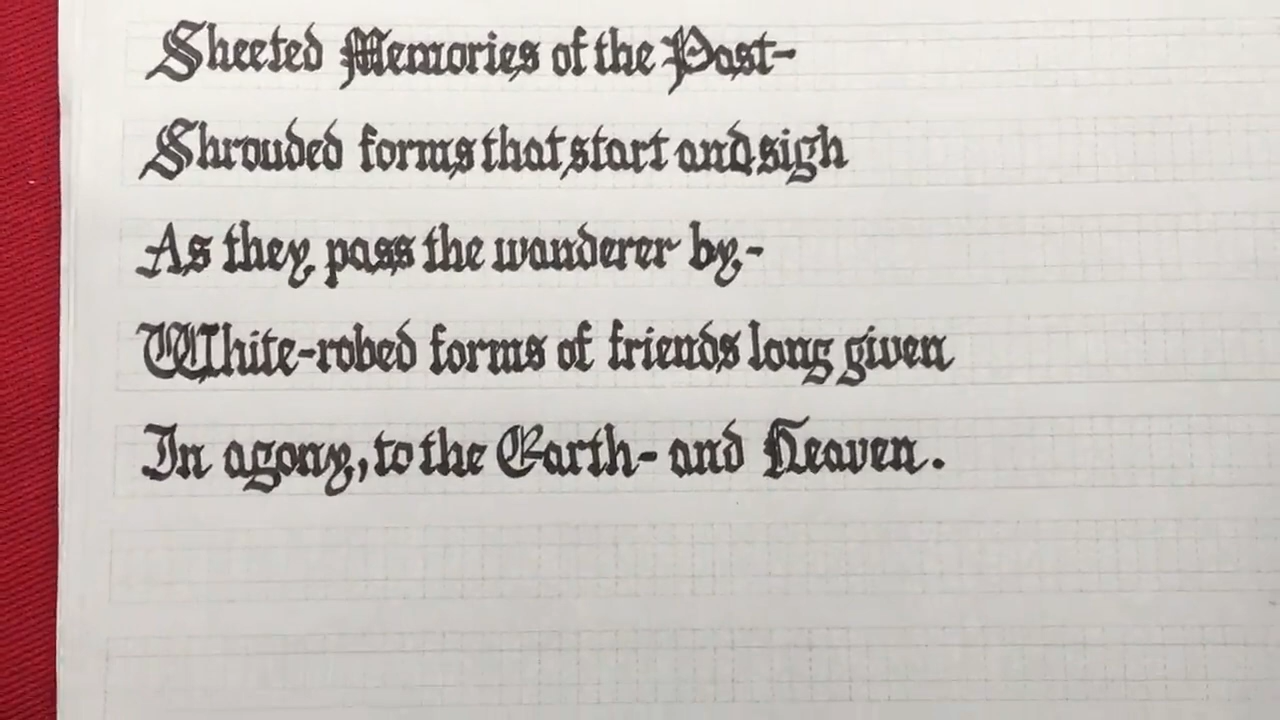 Sheeted Memories of the Past-
Shrouded forms that start and sigh
As they pass the wanderer by,-
White-robed forms of friends long given
In agony, to the Earth- and Heaven.